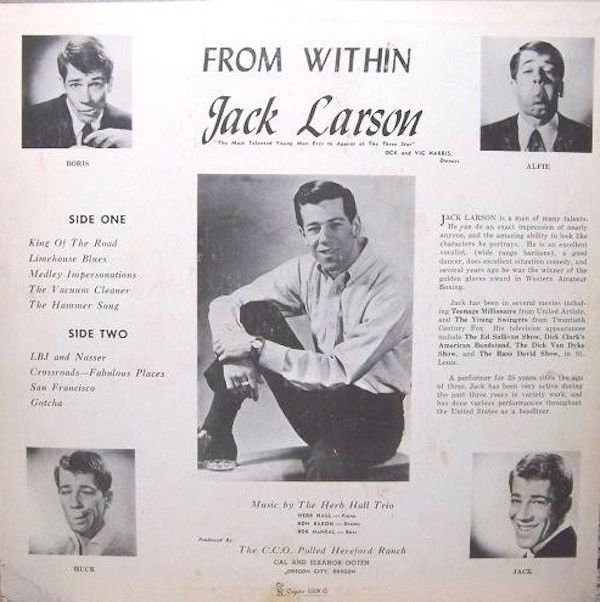 FROM WITHIN
Jack Larson
"The Most Talented Young Man Ever to Appear at The Three Star"
DCK and VIC MARRIS,
Owners
BORIS
ALFIE
SIDE ONE
King Of The Road
Limehouse Blues
Medley Impersonations
The Vacuum Cleaner
The Hammer Song
SIDE TWO
LBJ and Nasser
Crossroads—Fabulous Places
San Francisco
Gotcha
JACK LARSON is a man of many talents.
He can do an exact impression of nearly
anyone, and the amazing ability to look like
characters he portrays. He is an excellent
vocalist, (wide range baritone), a good
dancer, does excellent situation comedy, and
several years ago he was the winner of the
golden gloves award in Western Amateur
Boxing.
Jack has been in several movies includ-
ing Teenage Millionaire from United Artists,
and The Young Swingers from Twentieth
Century Fox. His television appearances
include The Ed Sullivan Show, Dick Clark's
American Bandstand, The Dick Van Dyke
Show, and The Russ David Show, in St.
Louis.
A performer for 25 years since the age
of three, Jack has been very active during
the past three years in variety work, and
has done various performances throughout
the United States as a headliner.
HUCK
JACK
Music by The Herb Hall Trio
HERB HALL — Piano
RON BARON — Drums
BOB McNEAL — Bass
Produced By:
The C.C.O. Polled Hereford Ranch
CAL AND ELEANOR OOTEN
OREGON CITY, OREGON